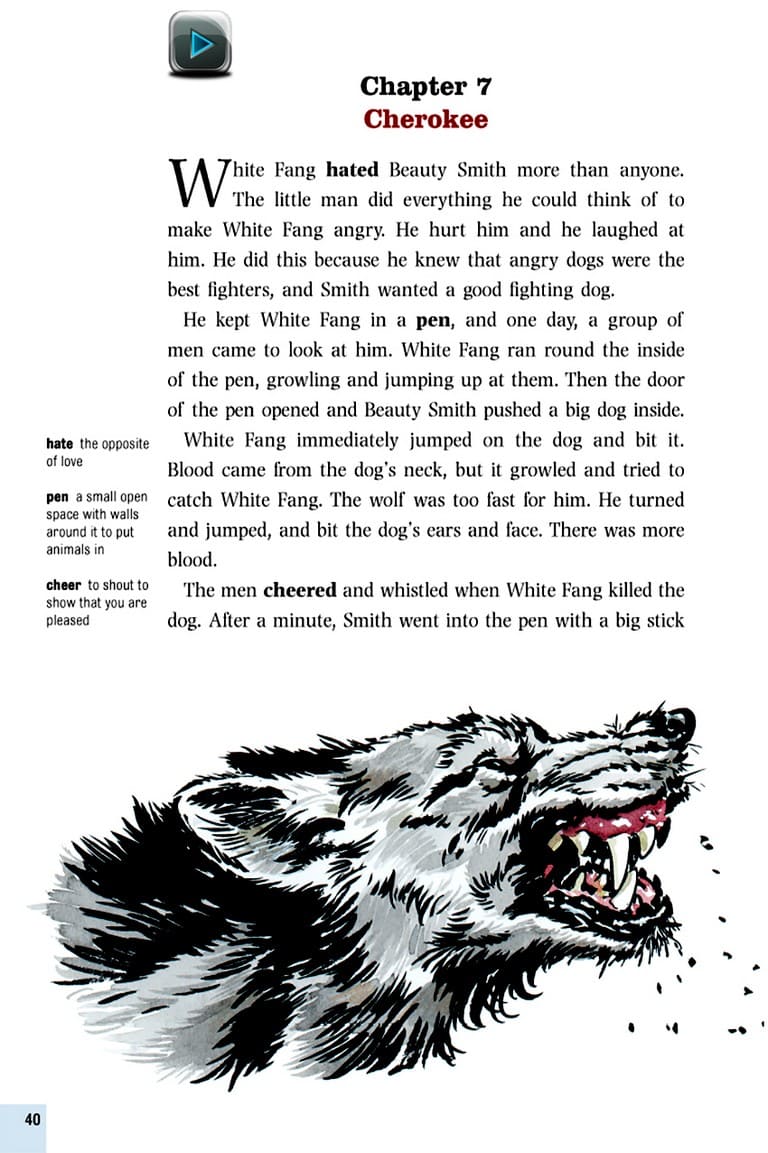 Chapter 7
Cherokee
White Fang hated Beauty Smith more than anyone.
The little man did everything he could think of to
make White Fang angry. He hurt him and he laughed at
him. He did this because he knew that angry dogs were the
best fighters, and Smith wanted a good fighting dog.
He kept White Fang in a pen, and one day, a group of
men came to look at him. White Fang ran round the inside
of the pen, growling and jumping up at them. Then the door
of the pen opened and Beauty Smith pushed a big dog inside.
White Fang immediately jumped on the dog and bit it.
Blood came from the dog's neck, but it growled and tried to
catch White Fang. The wolf was too fast for him. He turned
and jumped, and bit the dog's ears and face. There was more
blood.
The men cheered and whistled when White Fang killed the
dog. After a minute, Smith went into the pen with a big stick
hate the opposite
of love
pen a small open
space with walls
around it to put
animals in
cheer to shout to
show that you are
pleased
40